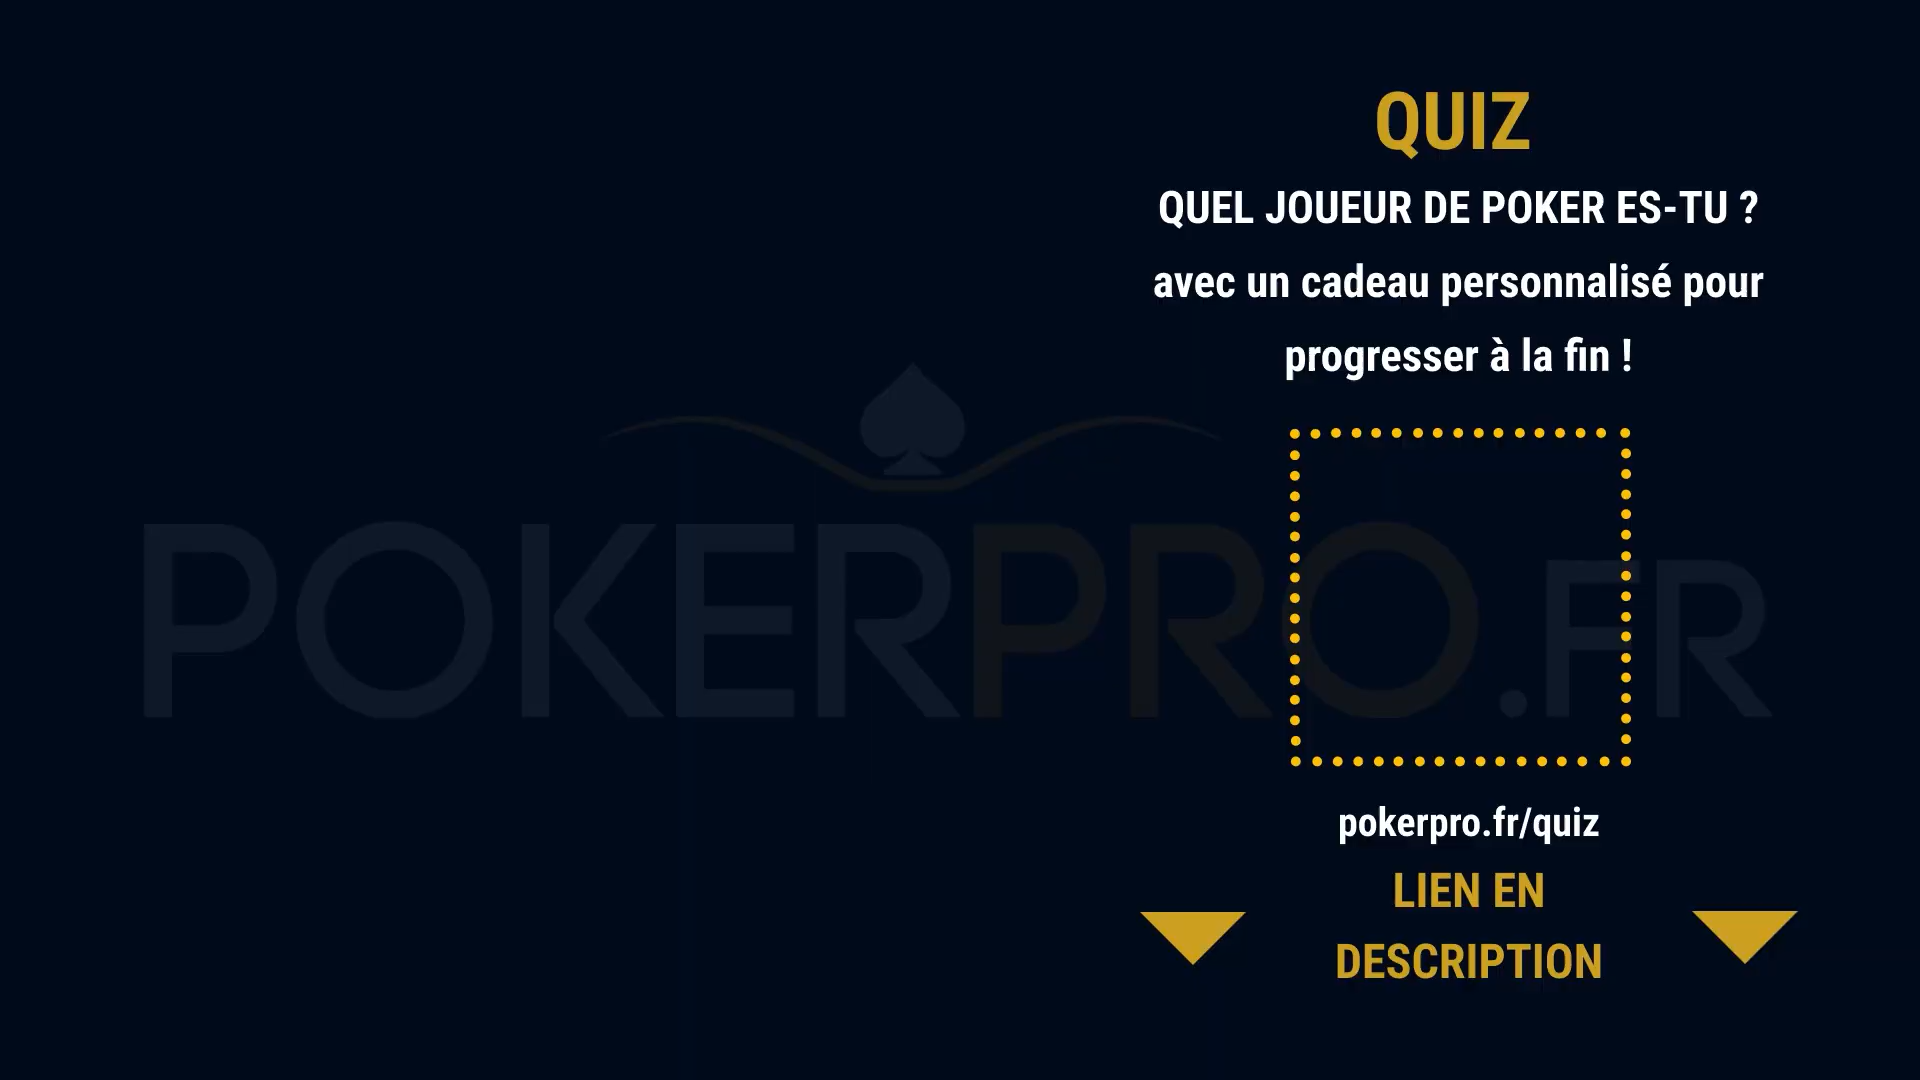 QUIZ
QUEL JOUEUR DE POKER ES-TU ?
avec un cadeau personnalisé pour
progresser à la fin !
POKERPRO.FR
pokerpro.fr/quiz
LIEN EN
DESCRIPTION